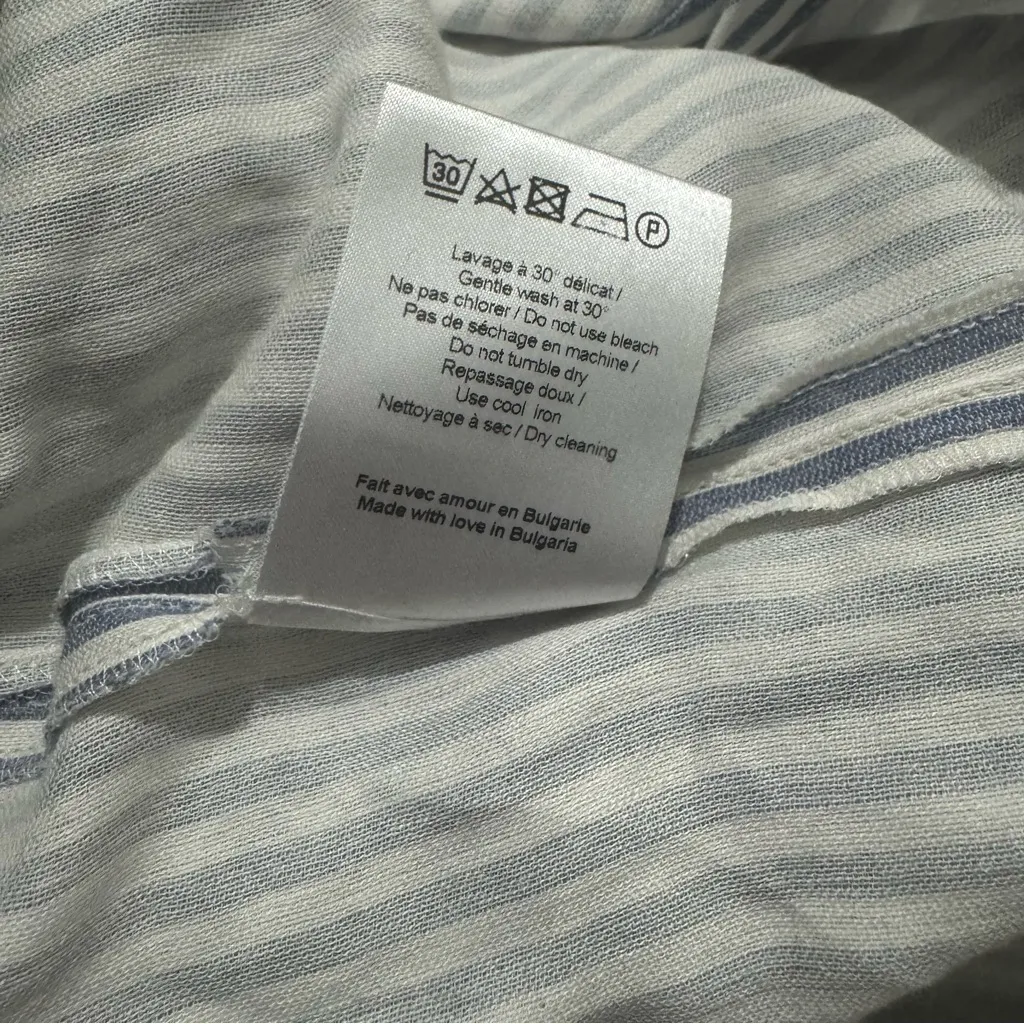 30 P
Lavage à 30° délicat /
Gentle wash at 30°
Ne pas chlorer / Do not use bleach
Pas de séchage en machine /
Do not tumble dry
Repassage doux /
Use cool iron
Nettoyage à sec / Dry cleaning
Fait avec amour en Bulgarie
Made with love in Bulgaria